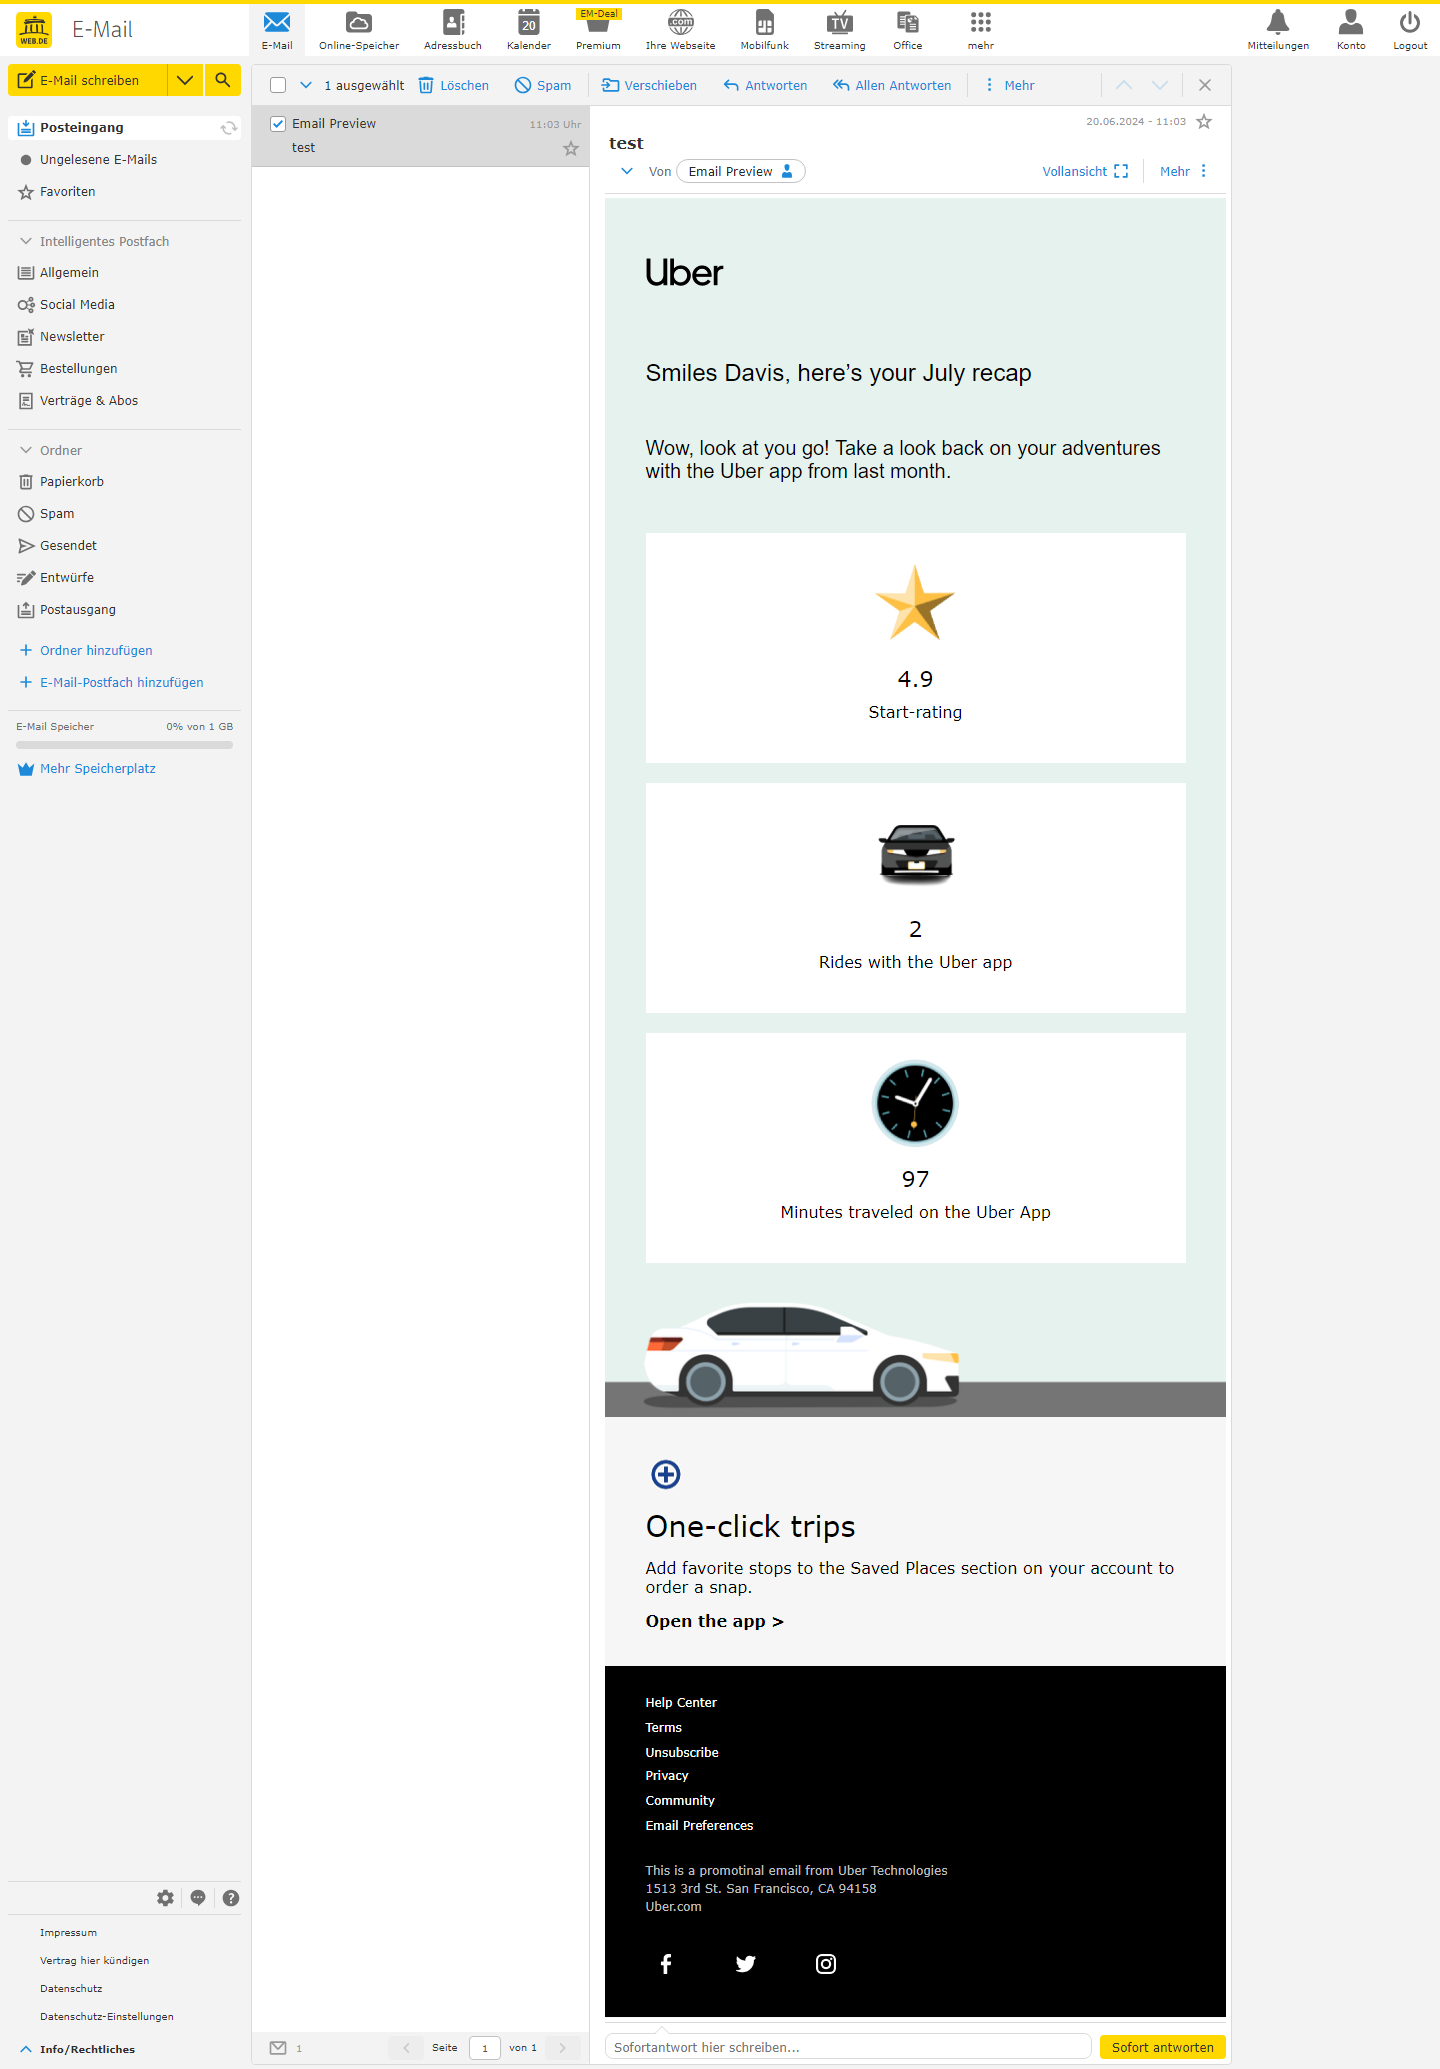 WEB.DE
E-Mail
E-Mail
Online-Speicher
Adressbuch
20
Kalender
EM-Deal
Premium
.com
Ihre Webseite
Mobilfunk
TV
Streaming
Office
mehr
Mitteilungen
Konto
Logout
E-Mail schreiben
Posteingang
Ungelesene E-Mails
Favoriten
Intelligentes Postfach
Allgemein
Social Media
Newsletter
Bestellungen
Verträge & Abos
Ordner
Papierkorb
Spam
Gesendet
Entwürfe
Postausgang
Ordner hinzufügen
E-Mail-Postfach hinzufügen
E-Mail Speicher 0% von 1 GB
Mehr Speicherplatz
Impressum
Vertrag hier kündigen
Datenschutz
Datenschutz-Einstellungen
Info/Rechtliches
1 ausgewählt
Löschen
Spam
Verschieben
Antworten
Allen Antworten
Mehr
Email Preview 11:03 Uhr
test
1
Seite 1 von 1
20.06.2024 - 11:03
test
Von Email Preview
Vollansicht
Mehr
Uber
Smiles Davis, here’s your July recap
Wow, look at you go! Take a look back on your adventures
with the Uber app from last month.
4.9
Start-rating
2
Rides with the Uber app
97
Minutes traveled on the Uber App
One-click trips
Add favorite stops to the Saved Places section on your account to
order a snap.
Open the app >
Help Center
Terms
Unsubscribe
Privacy
Community
Email Preferences
This is a promotinal email from Uber Technologies
1513 3rd St. San Francisco, CA 94158
Uber.com
Sofortantwort hier schreiben...
Sofort antworten